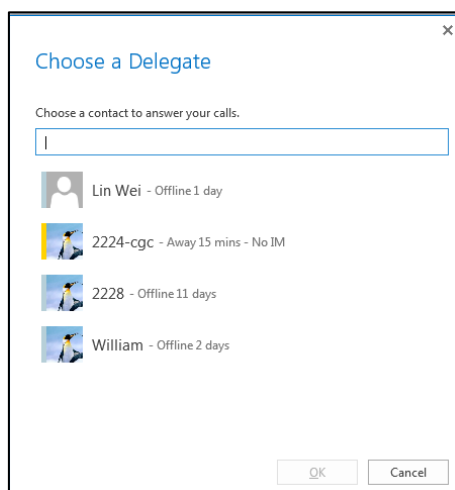 Choose a Delegate
Choose a contact to answer your calls.
Lin Wei - Offline 1 day
2224-cgc - Away 15 mins - No IM
2228 - Offline 11 days
William - Offline 2 days
OK Cancel